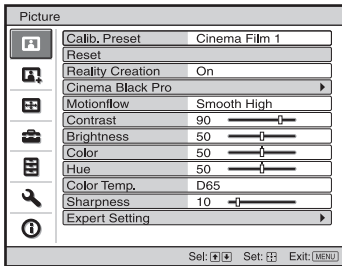 Picture
Calib. Preset Cinema Film 1
Reset
Reality Creation On
Cinema Black Pro
Motionflow Smooth High
Contrast 90
Brightness 50
Color 50
Hue 50
Color Temp. D65
Sharpness 10
Expert Setting
Sel: Set: Exit: MENU